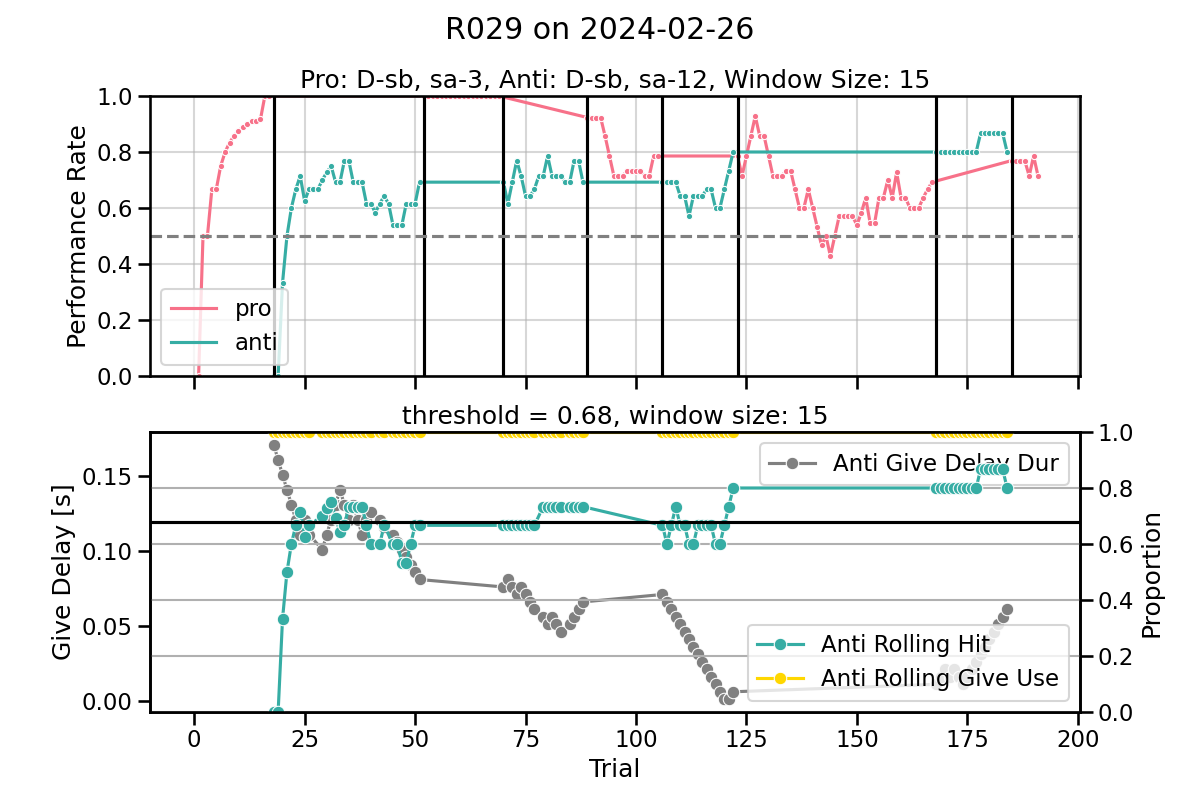 R029 on 2024-02-26
Pro: D-sb, sa-3, Anti: D-sb, sa-12, Window Size: 15
1.0
0.8
0.6
0.4
0.2
0.0
Performance Rate
pro
anti
threshold = 0.68, window size: 15
0.15
0.10
0.05
0.00
Give Delay [s]
Anti Give Delay Dur
Anti Rolling Hit
Anti Rolling Give Use
1.0
0.8
0.6
0.4
0.2
0.0
Proportion
0 25 50 75 100 125 150 175 200
Trial